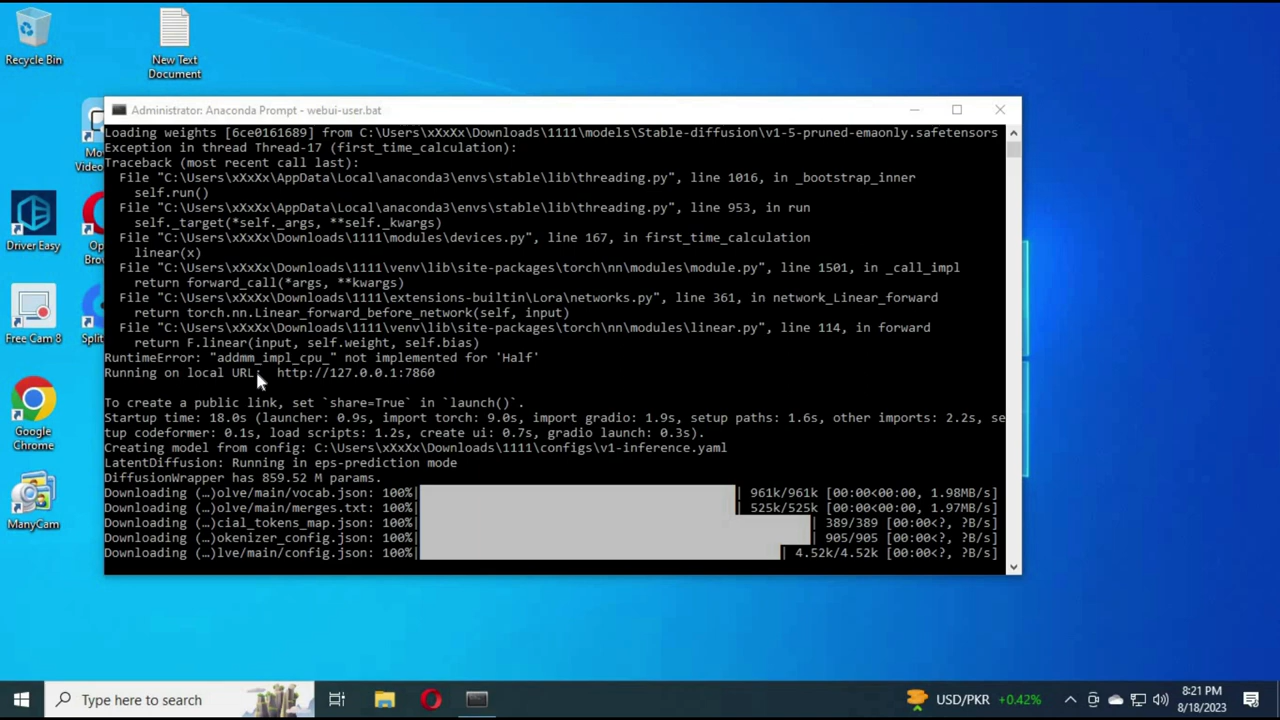 Recycle Bin
New Text
Document
Administrator: Anaconda Prompt - webui-user.bat
Loading weights [6ce0161689] from C:\Users\xXxXx\Downloads\1111\models\Stable-diffusion\v1-5-pruned-emaonly.safetensors
Exception in thread Thread-17 (first_time_calculation):
Traceback (most recent call last):
File "C:\Users\xXxXx\AppData\Local\anaconda3\envs\stable\lib\threading.py", line 1016, in _bootstrap_inner
self.run()
File "C:\Users\xXxXx\AppData\Local\anaconda3\envs\stable\lib\threading.py", line 953, in run
self._target(*self._args, **self._kwargs)
File "C:\Users\xXxXx\Downloads\1111\modules\devices.py", line 167, in first_time_calculation
linear(x)
File "C:\Users\xXxXx\Downloads\1111\venv\lib\site-packages\torch\nn\modules\module.py", line 1501, in _call_impl
return forward_call(*args, **kwargs)
File "C:\Users\xXxXx\Downloads\1111\extensions-builtin\Lora\networks.py", line 361, in network_Linear_forward
return torch.nn.Linear_forward_before_network(self, input)
File "C:\Users\xXxXx\Downloads\1111\venv\lib\site-packages\torch\nn\modules\linear.py", line 114, in forward
return F.linear(input, self.weight, self.bias)
RuntimeError: "addmm_impl_cpu_" not implemented for 'Half'
Running on local URL:  http://127.0.0.1:7860
To create a public link, set `share=True` in `launch()`.
Startup time: 18.0s (launcher: 0.9s, import torch: 9.0s, import gradio: 1.9s, setup paths: 1.6s, other imports: 2.2s, se
tup codeformer: 0.1s, load scripts: 1.2s, create ui: 0.7s, gradio launch: 0.3s).
Creating model from config: C:\Users\xXxXx\Downloads\1111\configs\v1-inference.yaml
LatentDiffusion: Running in eps-prediction mode
DiffusionWrapper has 859.52 M params.
Downloading (…)olve/main/vocab.json: 100%| | 961k/961k [00:00<00:00, 1.98MB/s]
Downloading (…)olve/main/merges.txt: 100%| | 525k/525k [00:00<00:00, 1.97MB/s]
Downloading (…)cial_tokens_map.json: 100%| | 389/389 [00:00<?, ?B/s]
Downloading (…)okenizer_config.json: 100%| | 905/905 [00:00<?, ?B/s]
Downloading (…)lve/main/config.json: 100%| | 4.52k/4.52k [00:00<?, ?B/s]
Mo
Video
Driver Easy
Op
Brow
Free Cam 8
Split
Google
Chrome
ManyCam
Type here to search
USD/PKR +0.42%
8:21 PM
8/18/2023